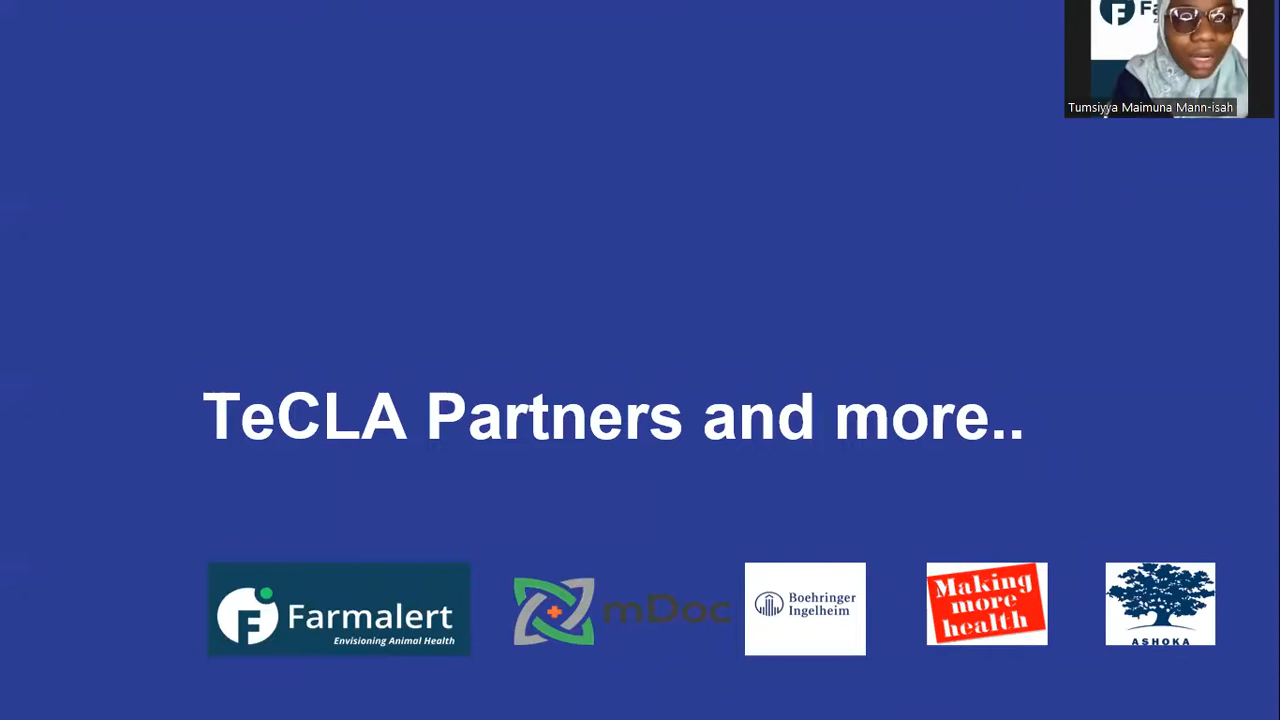 Tumsiyya Maimuna Mann-isah
TeCLA Partners and more..
Farmalert
Envisioning Animal Health
mDoc
Boehringer
Ingelheim
Making
more
health
ASHOKA